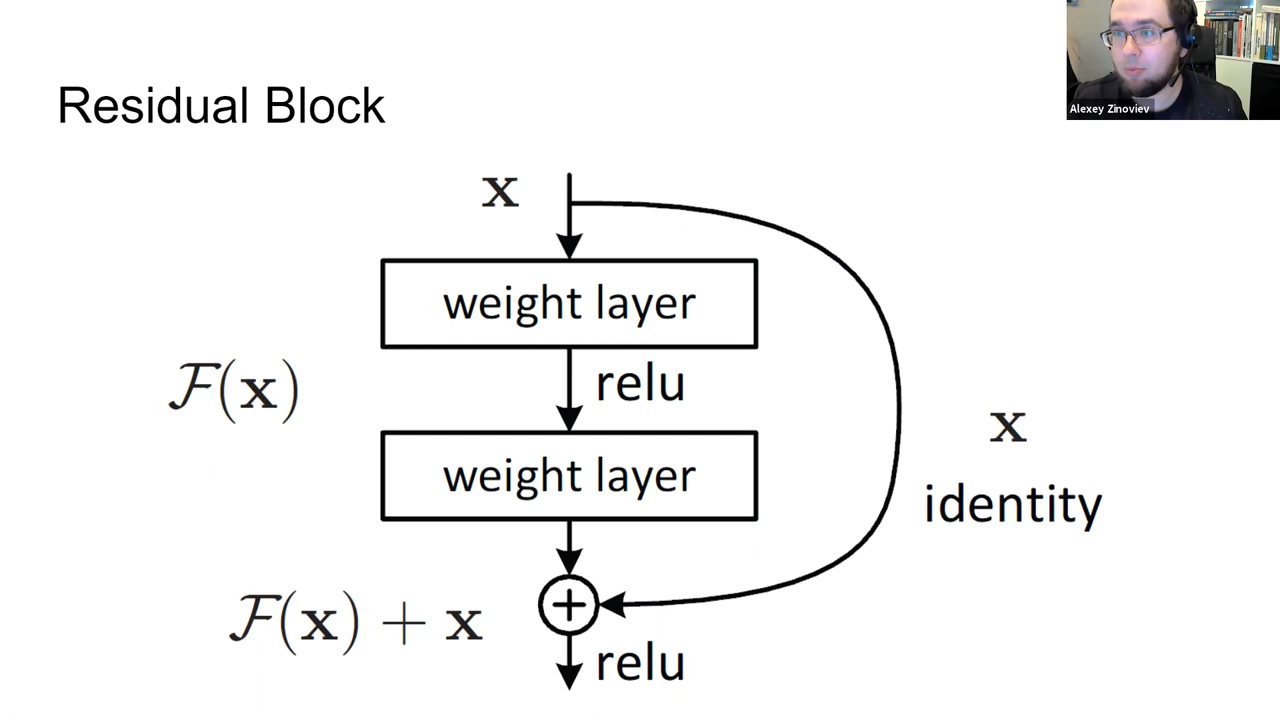 Alexey Zinoviev
Residual Block
x
weight layer
relu
F(x)
weight layer
x
identity
F(x) + x
+
relu